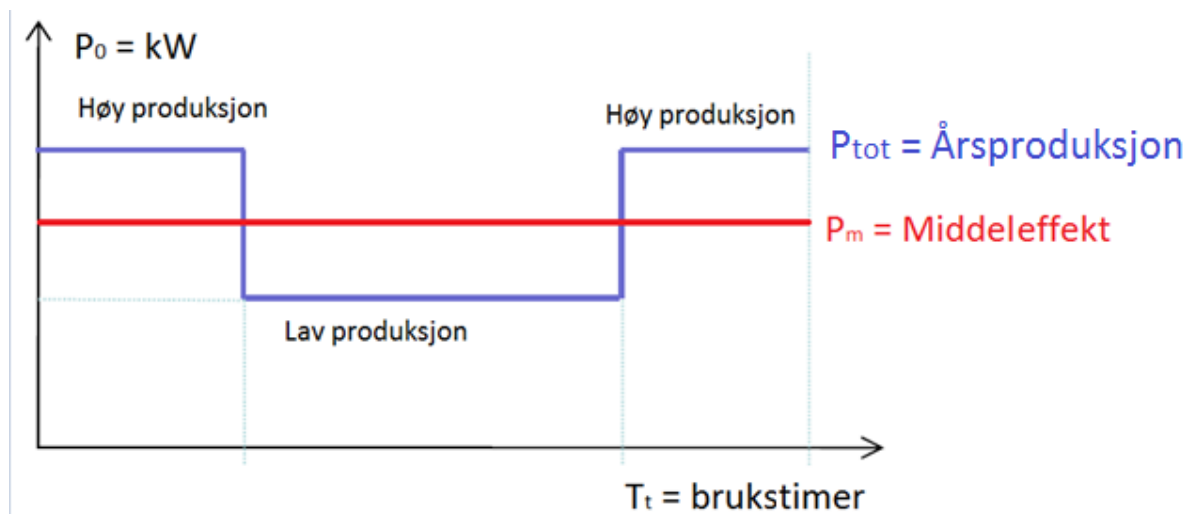 P₀ = kW
Høy produksjon
Høy produksjon
Ptot = Årsproduksjon
Pm = Middeleffekt
Lav produksjon
Tt = brukstimer